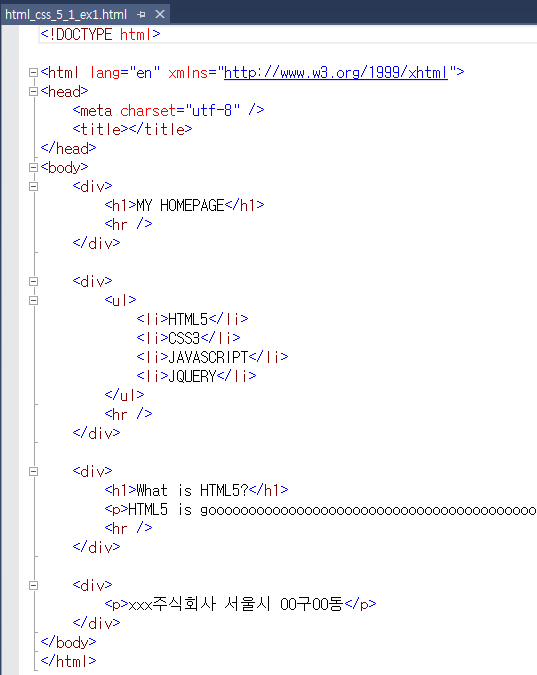 html_css_5_1_ex1.html
<!DOCTYPE html>
<html lang="en" xmlns="http://www.w3.org/1999/xhtml">
<head>
<meta charset="utf-8" />
<title></title>
</head>
<body>
<div>
<h1>MY HOMEPAGE</h1>
<hr />
</div>
<div>
<ul>
<li>HTML5</li>
<li>CSS3</li>
<li>JAVASCRIPT</li>
<li>JQUERY</li>
</ul>
<hr />
</div>
<div>
<h1>What is HTML5?</h1>
<p>HTML5 is gooooooooooooooooooooooooooooooooooooooooo
<hr />
</div>
<div>
<p>xxx주식회사 서울시 00구00동</p>
</div>
</body>
</html>